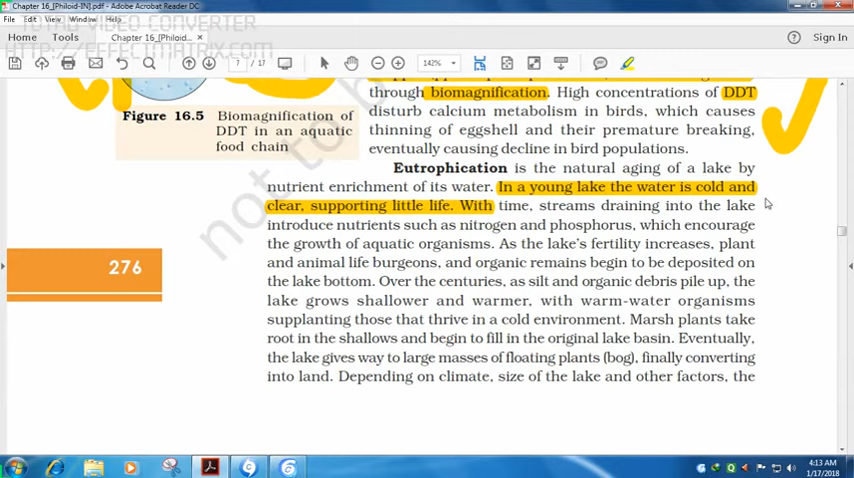 Chapter 16_[Philoid-IN].pdf - Adobe Acrobat Reader DC
File Edit View Window Help
TOTAL VIDEO CONVERTER
Home Tools Chapter 16_[Philoid... × Sign In
HTTP://EFFECTMATRIX.COM
7 / 17 142%
through biomagnification. High concentrations of DDT
disturb calcium metabolism in birds, which causes
thinning of eggshell and their premature breaking,
eventually causing decline in bird populations.
Figure 16.5 Biomagnification of
DDT in an aquatic
food chain
not to be
Eutrophication is the natural aging of a lake by
nutrient enrichment of its water. In a young lake the water is cold and
clear, supporting little life. With time, streams draining into the lake
introduce nutrients such as nitrogen and phosphorus, which encourage
the growth of aquatic organisms. As the lake's fertility increases, plant
and animal life burgeons, and organic remains begin to be deposited on
the lake bottom. Over the centuries, as silt and organic debris pile up, the
lake grows shallower and warmer, with warm-water organisms
supplanting those that thrive in a cold environment. Marsh plants take
root in the shallows and begin to fill in the original lake basin. Eventually,
the lake gives way to large masses of floating plants (bog), finally converting
into land. Depending on climate, size of the lake and other factors, the
276
4:13 AM
1/17/2018